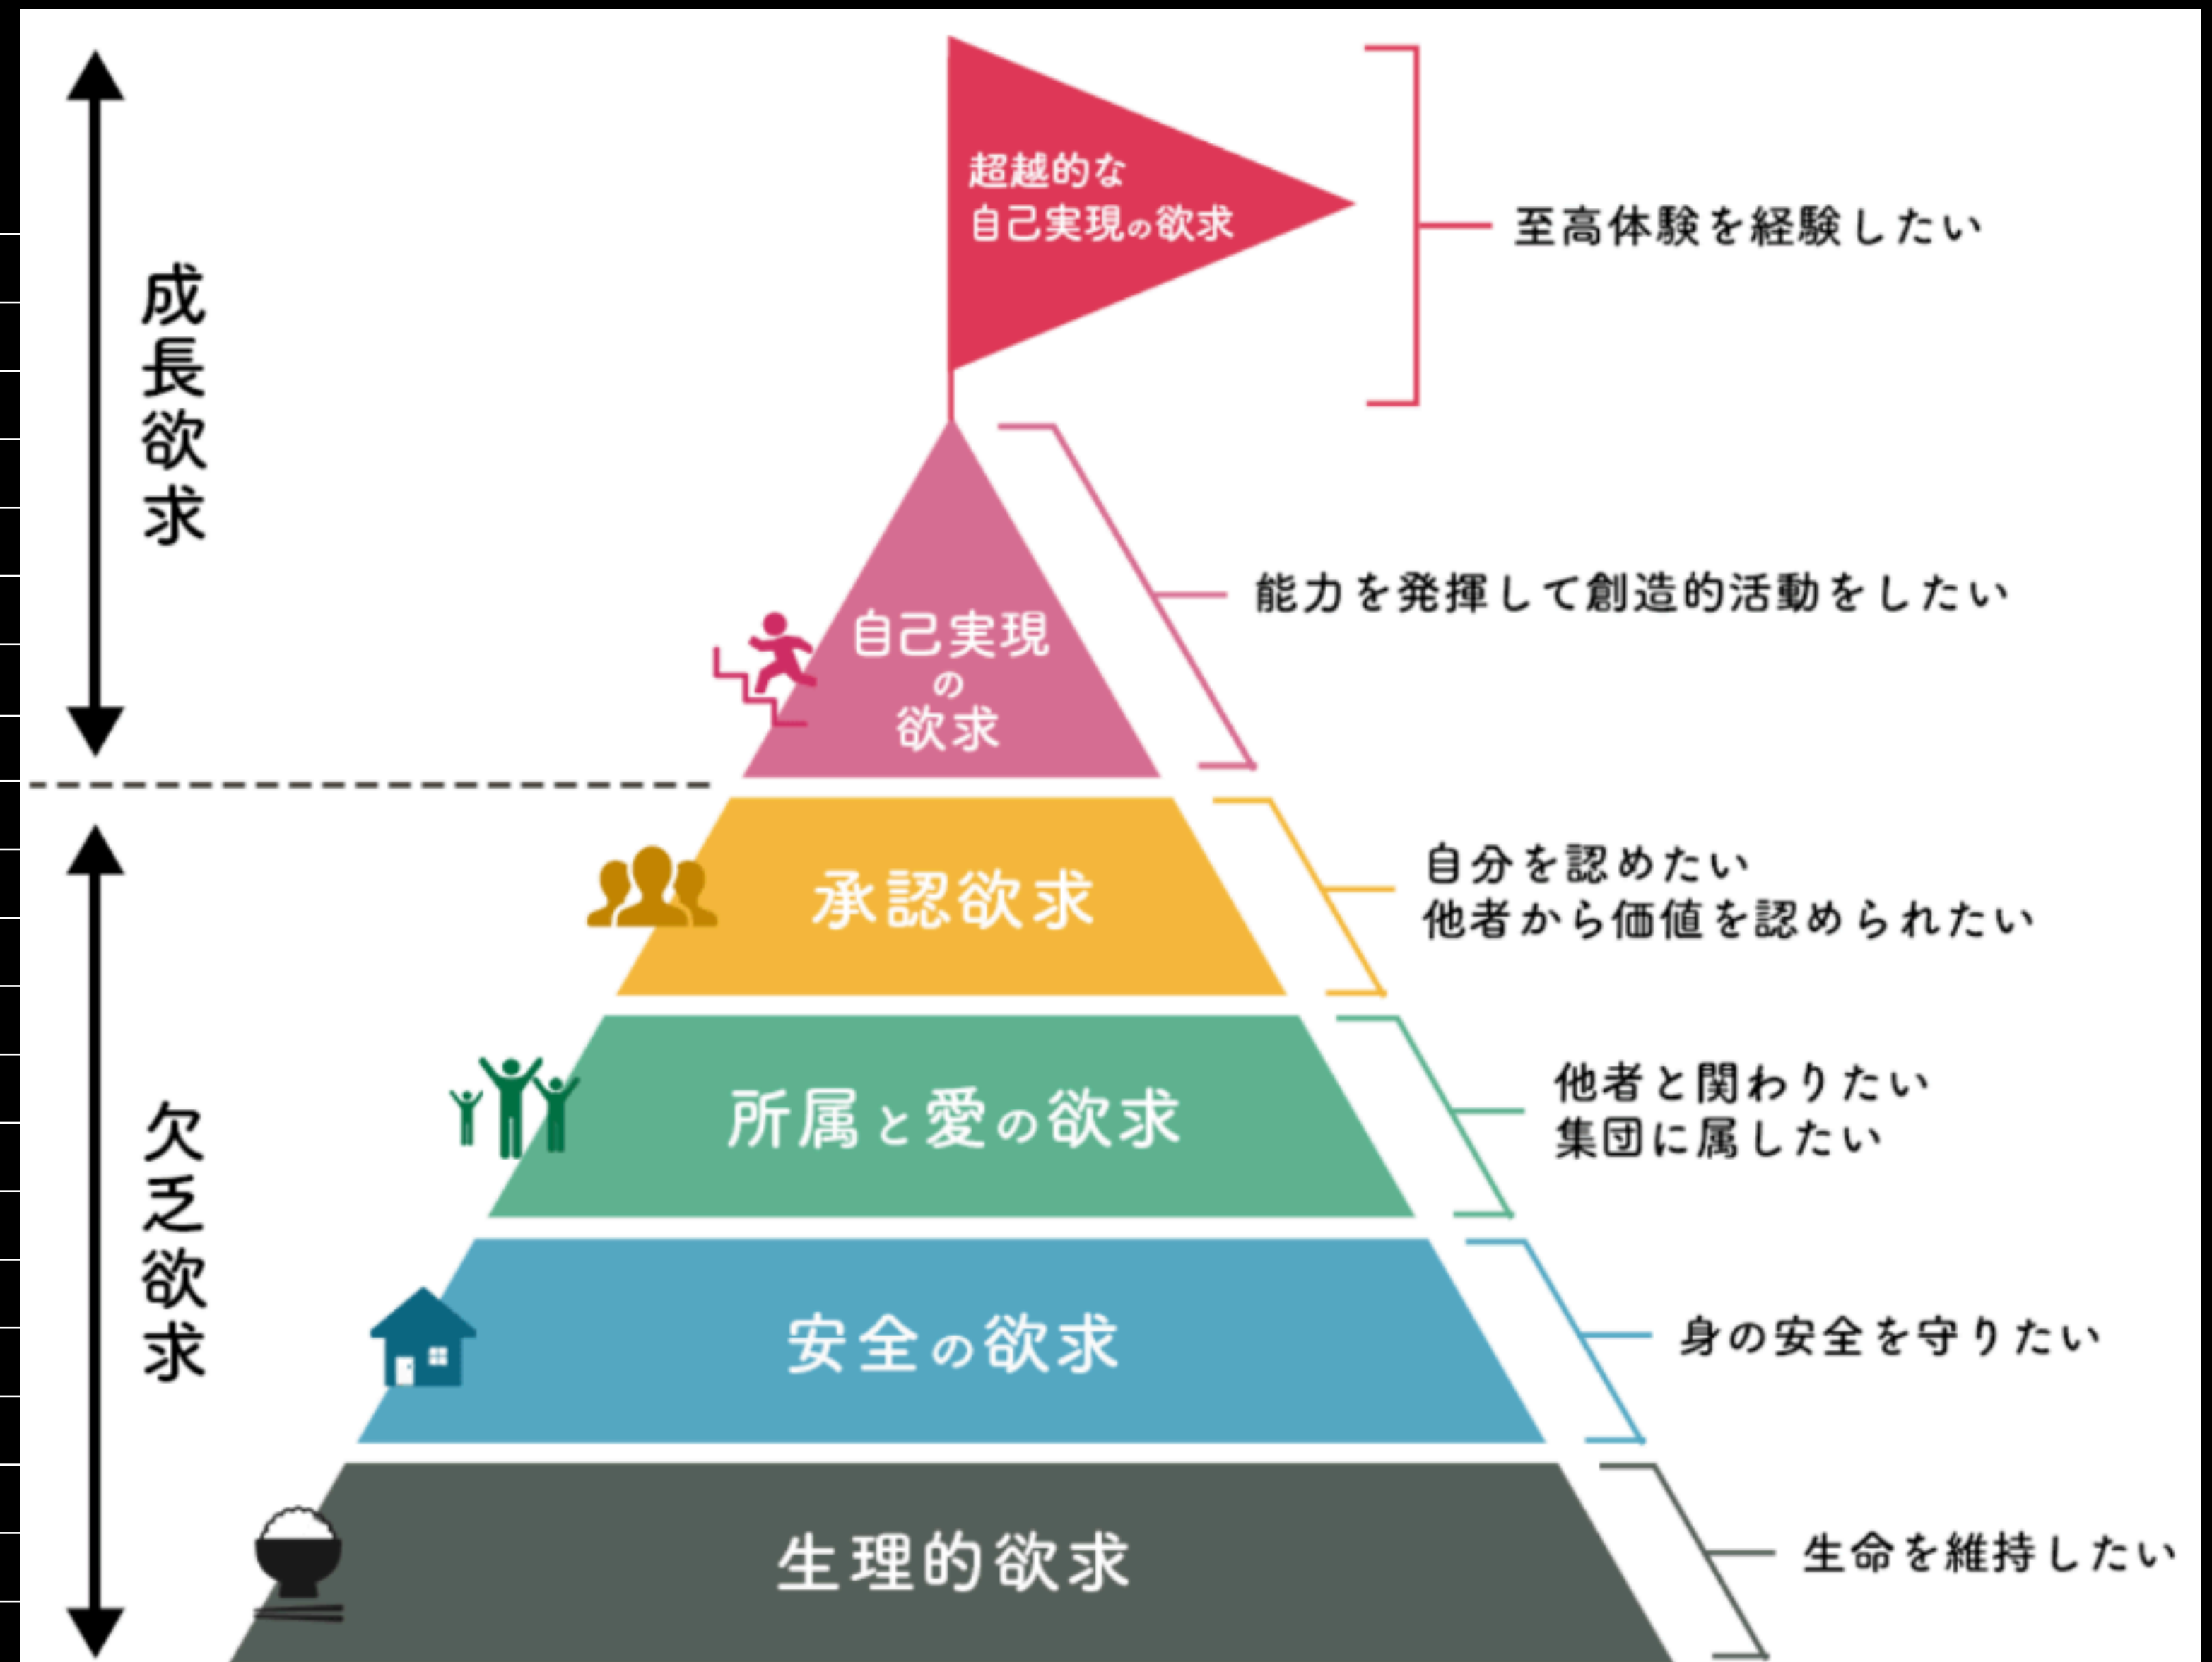 成長欲求
超越的な
自己実現の欲求
至高体験を経験したい
自己実現
の
欲求
能力を発揮して創造的活動をしたい
欠乏欲求
承認欲求
自分を認めたい
他者から価値を認められたい
所属と愛の欲求
他者と関わりたい
集団に属したい
安全の欲求
身の安全を守りたい
生理的欲求
生命を維持したい